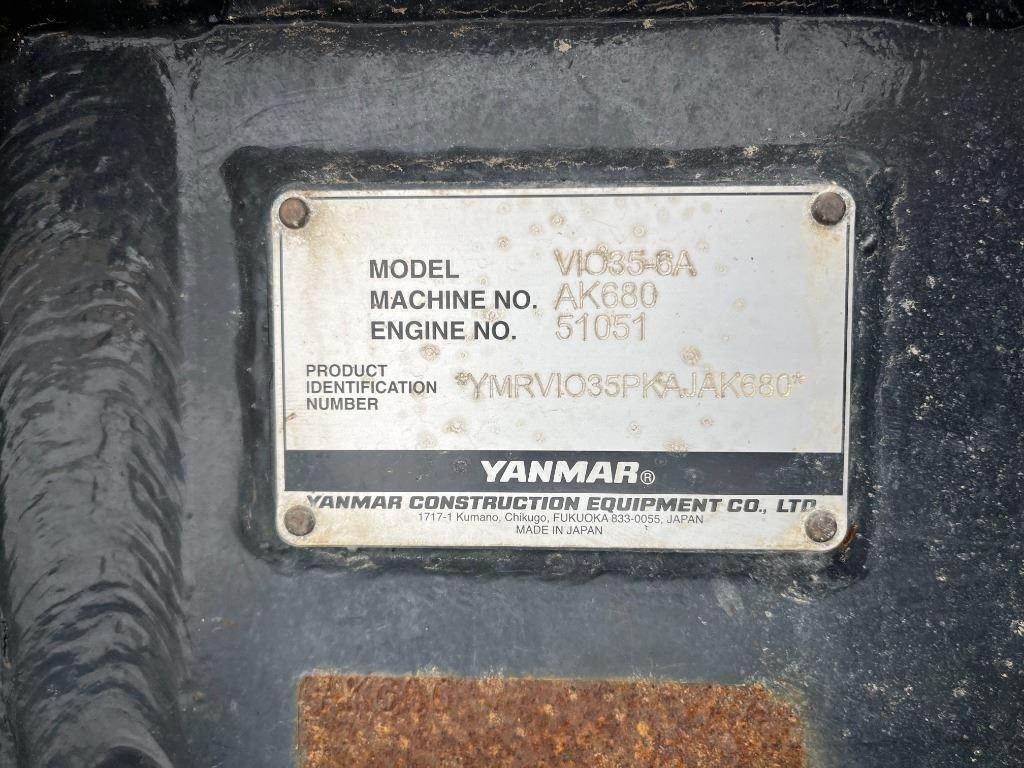 MODEL VIO35-6A
MACHINE NO. AK680
ENGINE NO. 51051
PRODUCT IDENTIFICATION NUMBER *YMRVIO35PKAJAK680*
YANMAR®
YANMAR CONSTRUCTION EQUIPMENT CO., LTD.
1717-1 Kumano, Chikugo, FUKUOKA 833-0055, JAPAN
MADE IN JAPAN